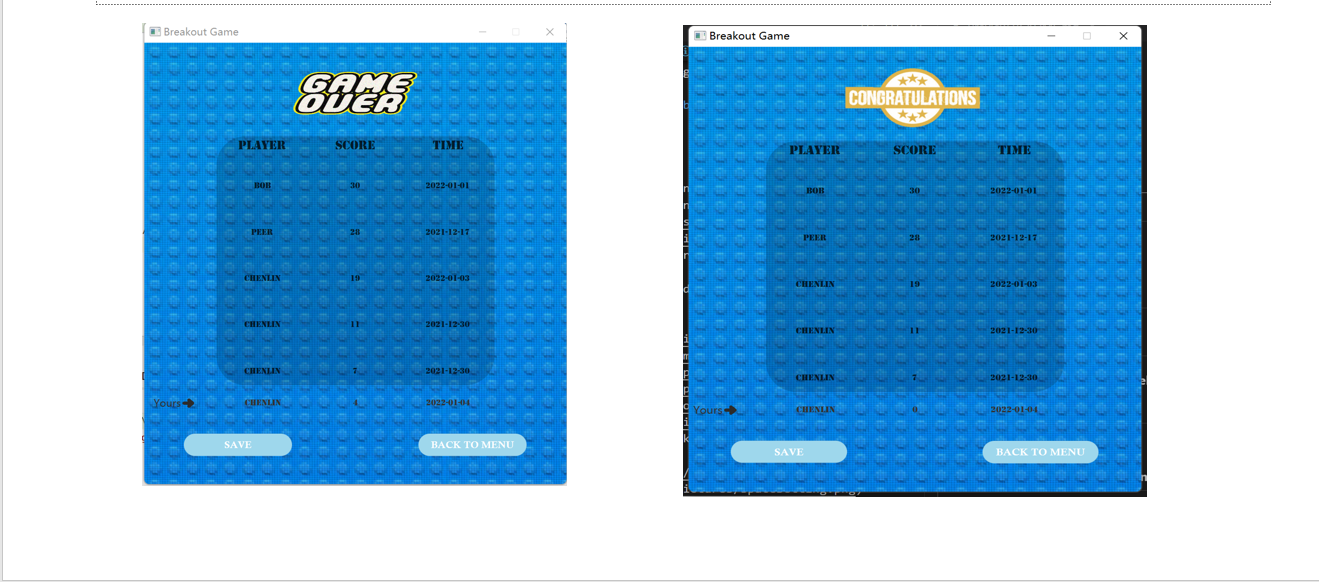 Breakout Game
GAME
OVER
PLAYER SCORE TIME
BOB 30 2022-01-01
PEER 28 2021-12-17
CHENLIN 19 2022-01-03
CHENLIN 11 2021-12-30
CHENLIN 7 2021-12-30
Yours CHENLIN 4 2022-01-04
SAVE BACK TO MENU
Breakout Game
CONGRATULATIONS
PLAYER SCORE TIME
BOB 30 2022-01-01
PEER 28 2021-12-17
CHENLIN 19 2022-01-03
CHENLIN 11 2021-12-30
CHENLIN 7 2021-12-30
Yours CHENLIN 0 2022-01-04
SAVE BACK TO MENU